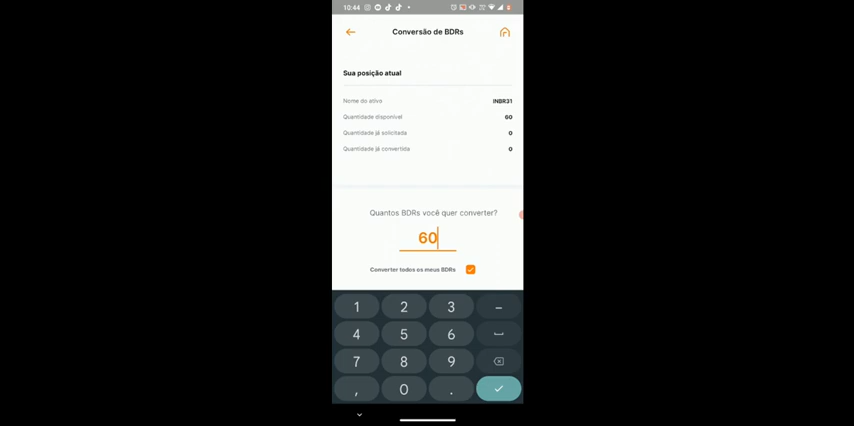 10:44
Conversão de BDRs
Sua posição atual
Nome do ativo INBR31
Quantidade disponível 60
Quantidade já solicitada 0
Quantidade já convertida 0
Quantos BDRs você quer converter?
60
Converter todos os meus BDRs
1 2 3 –
4 5 6
7 8 9
, 0 .